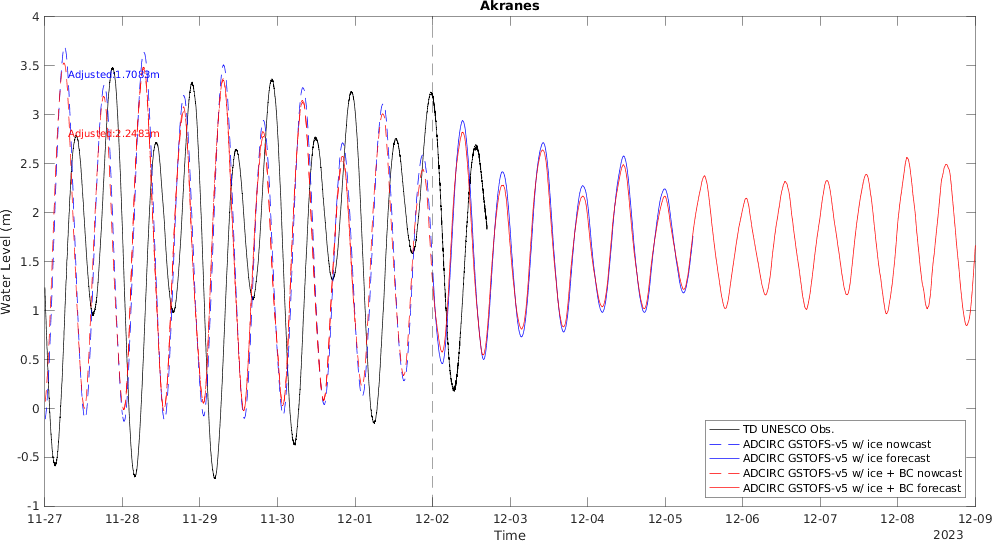 Akranes
4
3.5
3
2.5
2
1.5
1
0.5
0
-0.5
-1
Water Level (m)
Adjusted:1.7083m
Adjusted:2.2483m
TD UNESCO Obs.
ADCIRC GSTOFS-v5 w/ ice nowcast
ADCIRC GSTOFS-v5 w/ ice forecast
ADCIRC GSTOFS-v5 w/ ice + BC nowcast
ADCIRC GSTOFS-v5 w/ ice + BC forecast
11-27 11-28 11-29 11-30 12-01 12-02 12-03 12-04 12-05 12-06 12-07 12-08 12-09
Time
2023